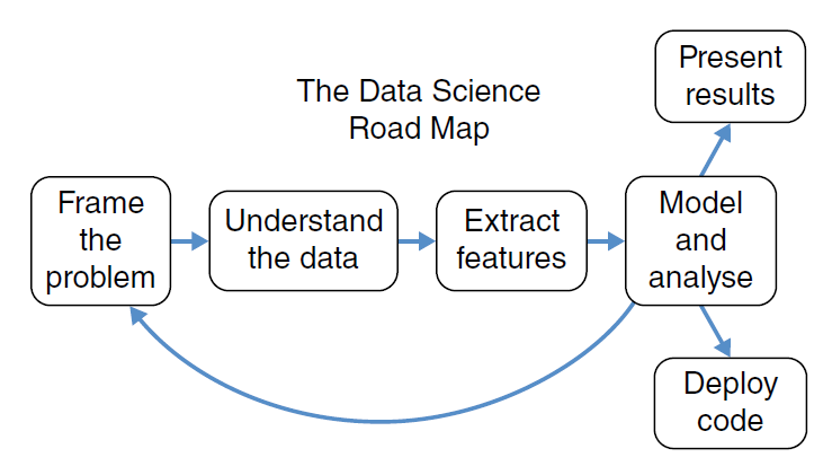 The Data Science
Road Map
Frame
the
problem
Understand
the data
Extract
features
Model
and
analyse
Present
results
Deploy
code